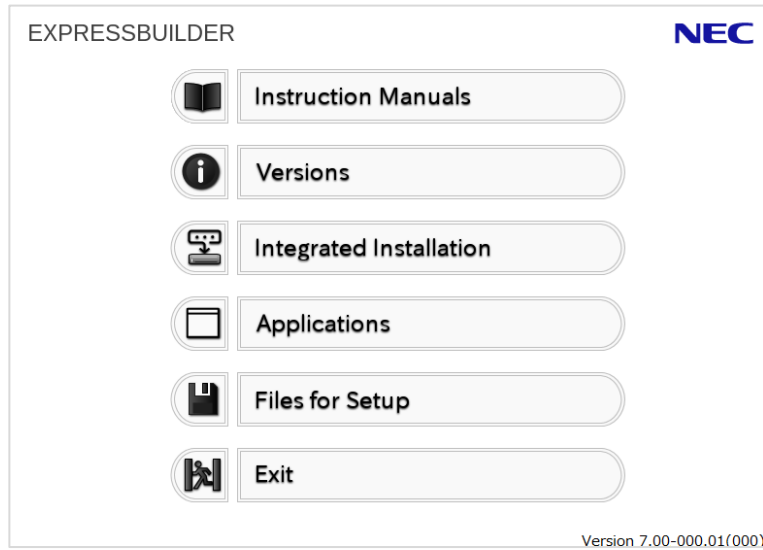 EXPRESSBUILDER
NEC
Instruction Manuals
Versions
Integrated Installation
Applications
Files for Setup
Exit
Version 7.00-000.01(000)